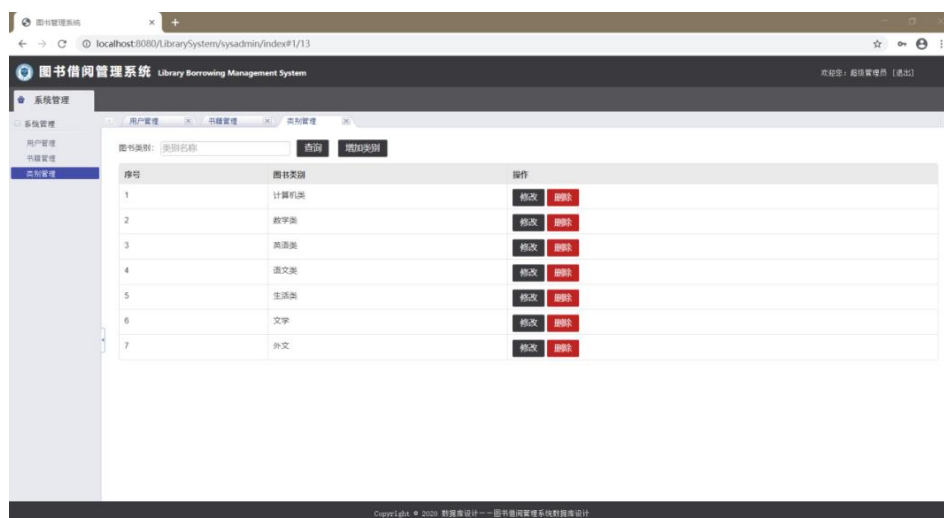 图书管理系统
localhost:8080/LibrarySystem/sysadmin/index#1/13
图书借阅管理系统 Library Borrowing Management System
欢迎您：超级管理员 [退出]
系统管理
系统管理
用户管理
书籍管理
类别管理
用户管理 书籍管理 类别管理
图书类别： 类别名称 查询 增加类别
序号 图书类别 操作
1 计算机类 修改 删除
2 数学类 修改 删除
3 英语类 修改 删除
4 语文类 修改 删除
5 生活类 修改 删除
6 文学 修改 删除
7 外文 修改 删除
Copyright © 2020 数据库设计——图书借阅管理系统数据库设计